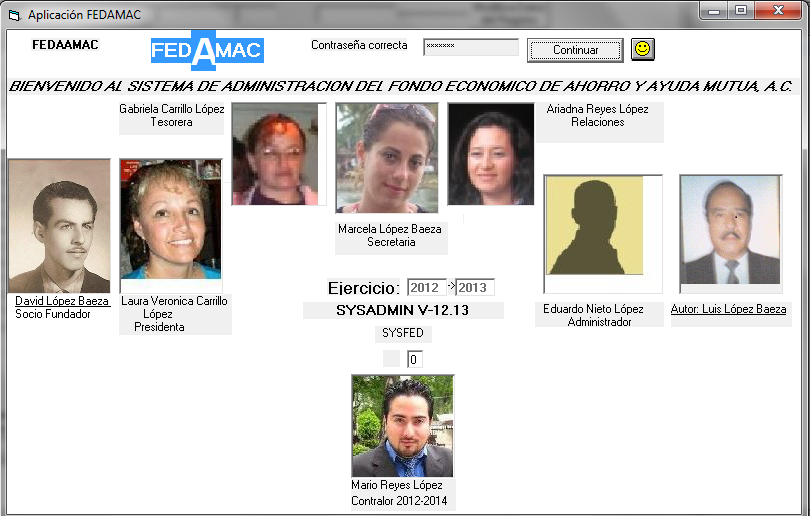 Aplicación FEDAMAC
FEDAAMAC
FEDAMAC
Contraseña correcta
×××××××
Continuar
BIENVENIDO AL SISTEMA DE ADMINISTRACION DEL FONDO ECONOMICO DE AHORRO Y AYUDA MUTUA, A.C.
Gabriela Carrillo López
Tesorera
Ariadna Reyes López
Relaciones
Marcela López Baeza
Secretaria
David López Baeza
Socio Fundador
Laura Veronica Carrillo
López
Presidenta
Ejercicio: 2012 -> 2013
SYSADMIN V-12.13
SYSFED
0
Eduardo Nieto López
Administrador
Autor: Luis López Baeza
Mario Reyes López
Contralor 2012-2014